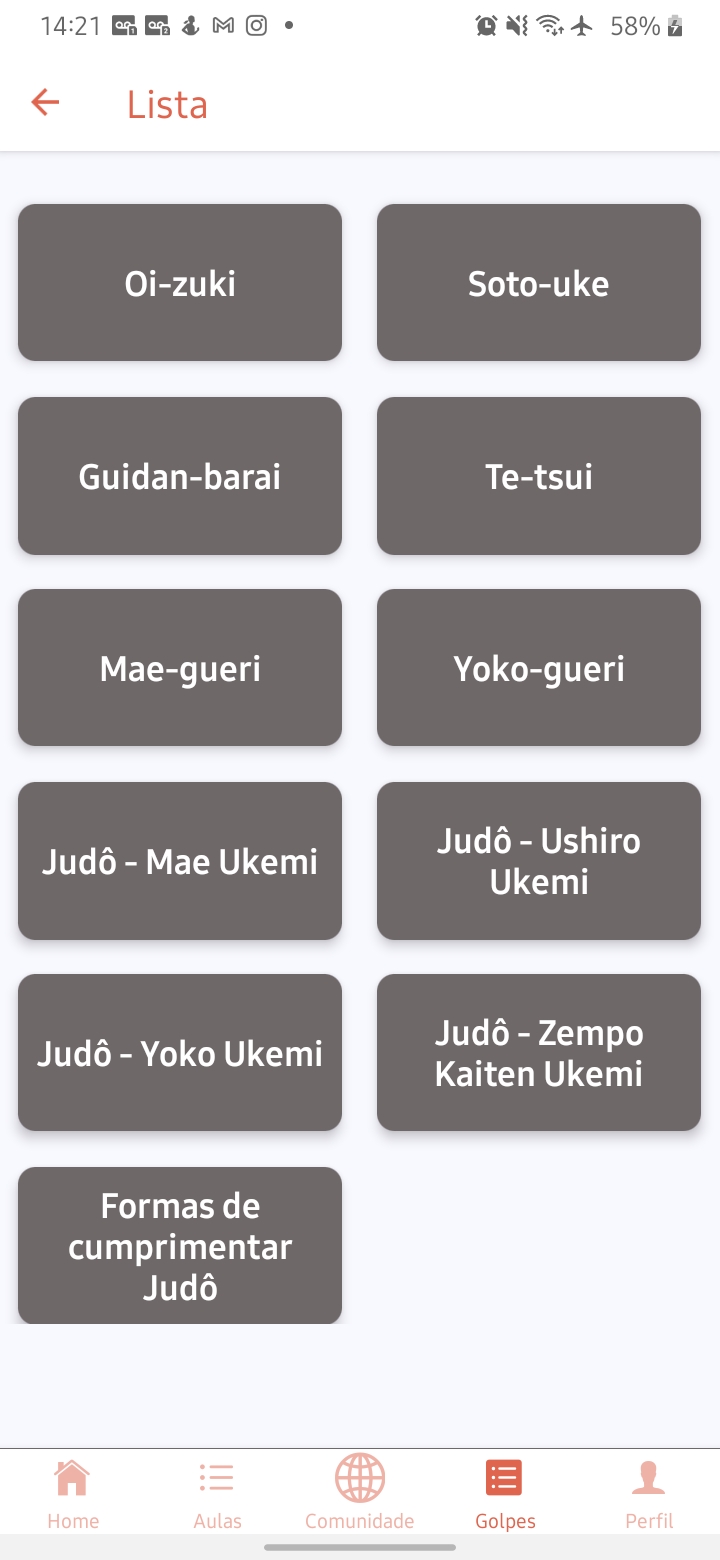 14:21
58%
Lista
Oi-zuki
Soto-uke
Guidan-barai
Te-tsui
Mae-gueri
Yoko-gueri
Judô - Mae Ukemi
Judô - Ushiro
Ukemi
Judô - Yoko Ukemi
Judô - Zempo
Kaiten Ukemi
Formas de
cumprimentar
Judô
Home
Aulas
Comunidade
Golpes
Perfil